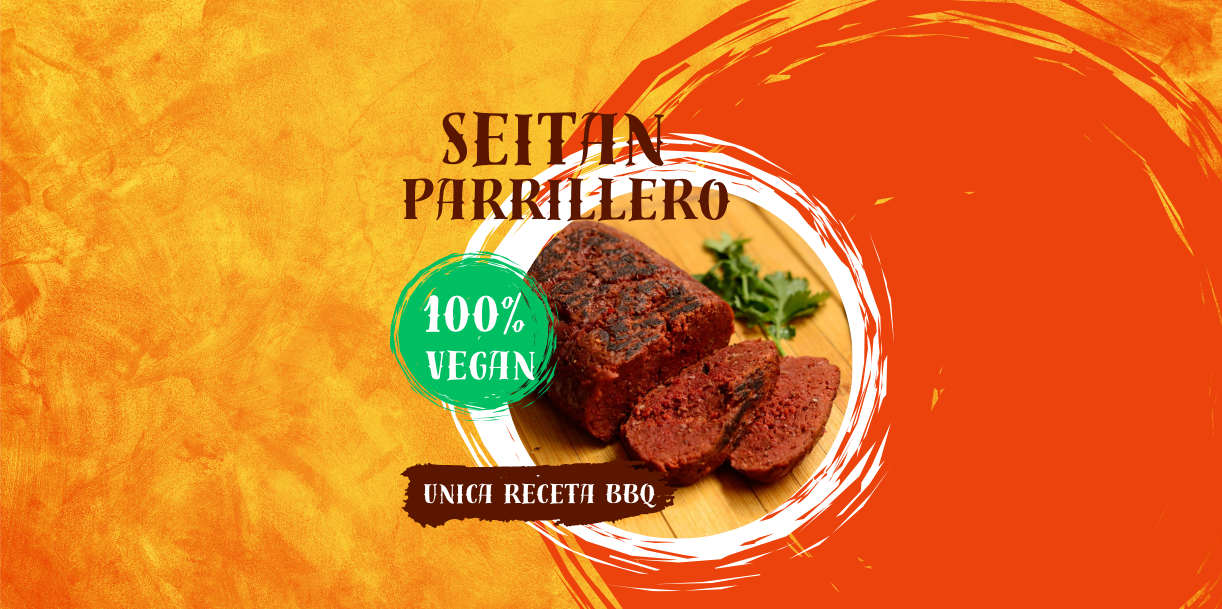 SEITAN
PARRILLERO
100%
VEGAN
UNICA RECETA BBQ